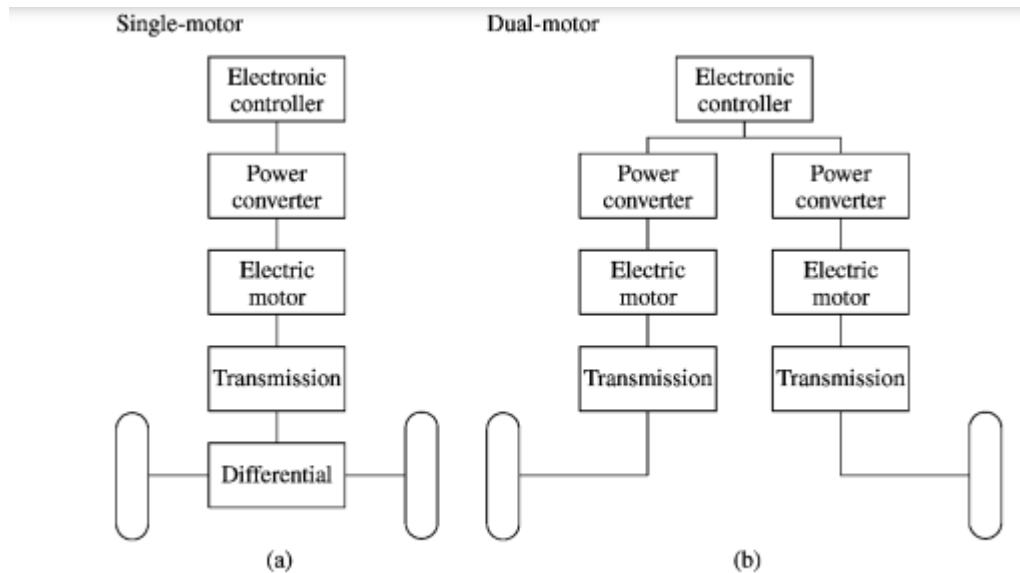 Single-motor
Electronic
controller
Power
converter
Electric
motor
Transmission
Differential
(a)
Dual-motor
Electronic
controller
Power
converter
Power
converter
Electric
motor
Electric
motor
Transmission
Transmission
(b)